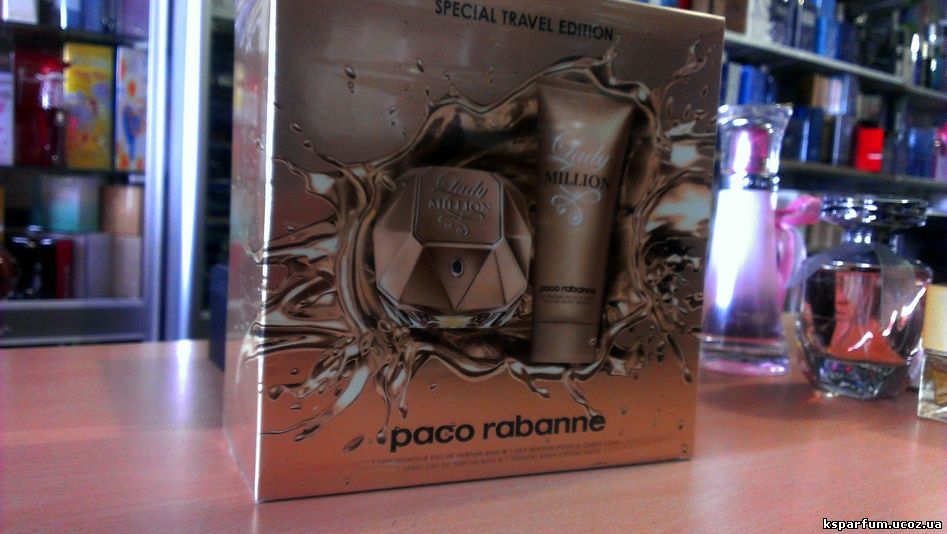 SPECIAL TRAVEL EDITION
Lady
MILLION
Lady
MILLION
paco rabanne
paco rabanne
ksparfum.ucoz.ua